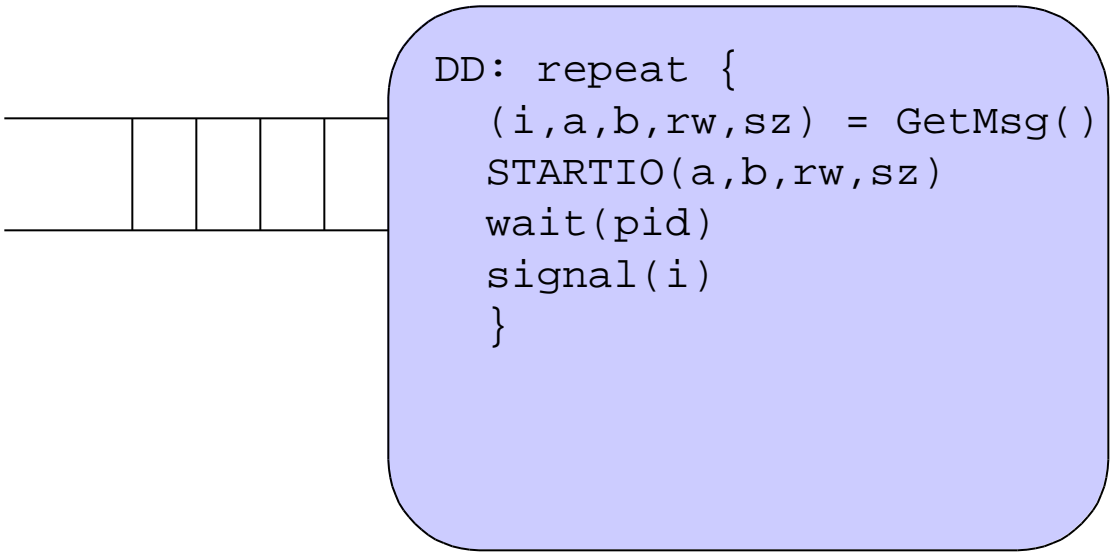 DD: repeat {
(i,a,b,rw,sz) = GetMsg()
STARTIO(a,b,rw,sz)
wait(pid)
signal(i)
}